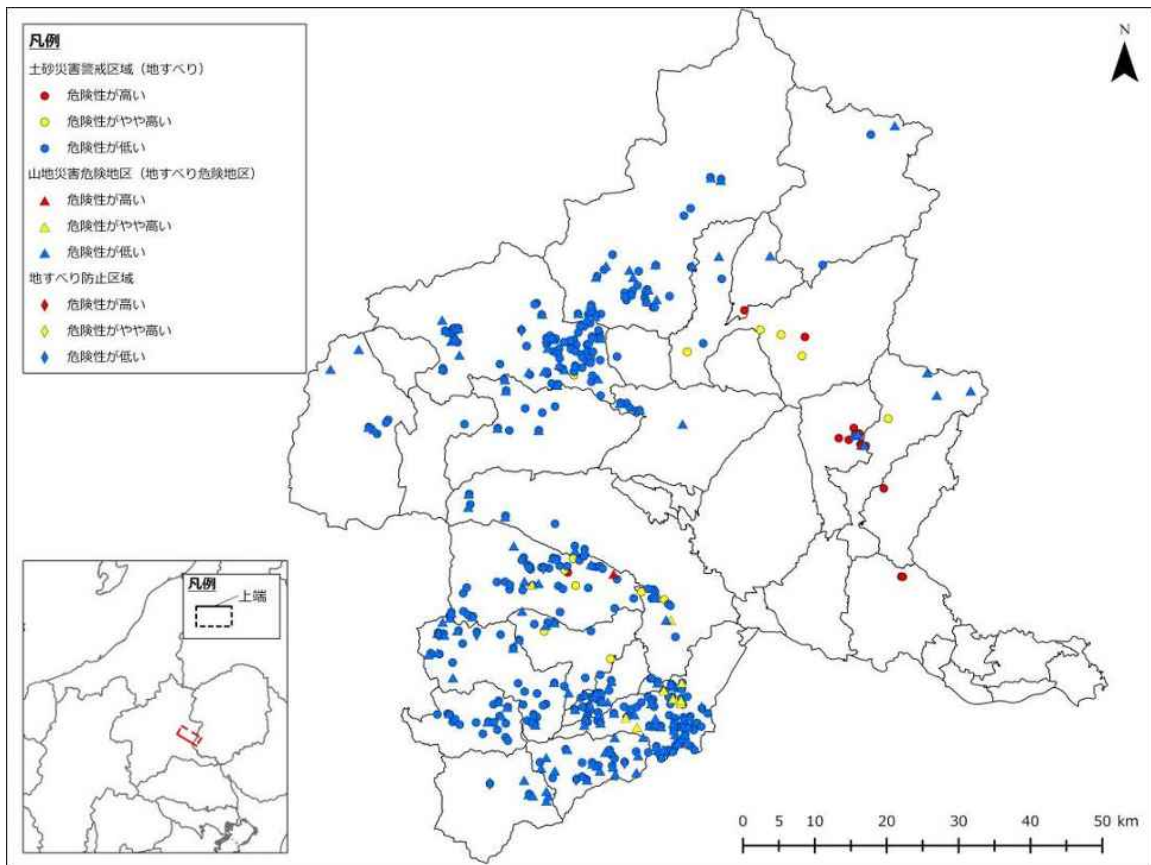 凡例
土砂災害警戒区域（地すべり）
危険性が高い
危険性がやや高い
危険性が低い
山地災害危険地区（地すべり危険地区）
危険性が高い
危険性がやや高い
危険性が低い
地すべり防止区域
危険性が高い
危険性がやや高い
危険性が低い
N
凡例
上端
0 5 10 20 30 40 50 km